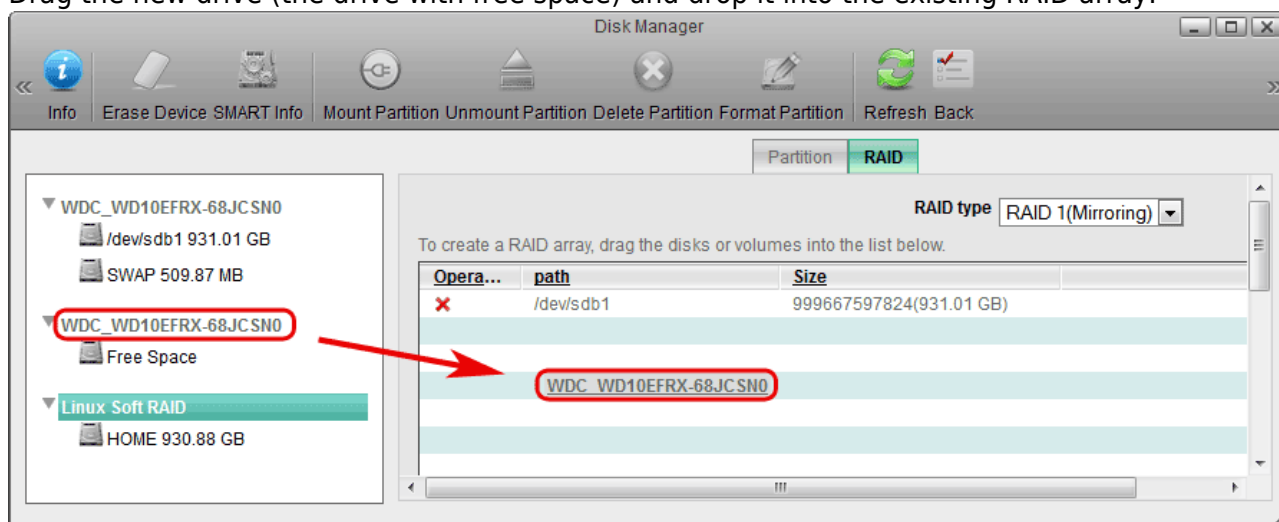 Drag the new drive (the drive with free space) and drop it into the existing RAID array.
Disk Manager
Info Erase Device SMART Info Mount Partition Unmount Partition Delete Partition Format Partition Refresh Back
Partition RAID
WDC_WD10EFRX-68JCSN0
/dev/sdb1 931.01 GB
SWAP 509.87 MB
WDC_WD10EFRX-68JCSN0
Free Space
Linux Soft RAID
HOME 930.88 GB
RAID type RAID 1(Mirroring)
To create a RAID array, drag the disks or volumes into the list below.
Opera... path Size
/dev/sdb1 999667597824(931.01 GB)
WDC_WD10EFRX-68JCSN0